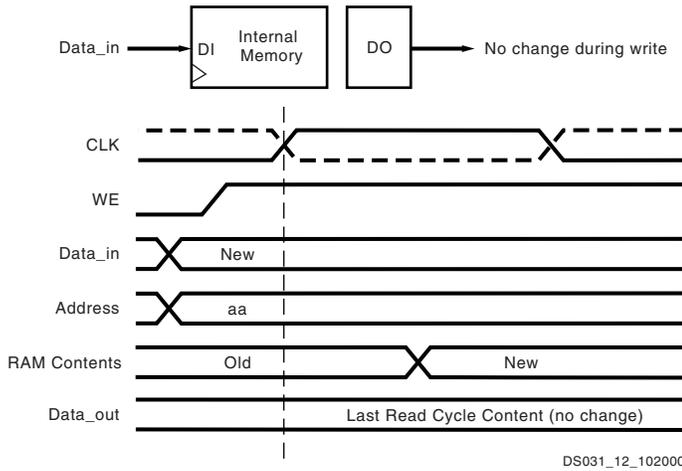 Data_in
DI
Internal
Memory
DO
No change during write
CLK
WE
Data_in
New
Address
aa
RAM Contents
Old
New
Data_out
Last Read Cycle Content (no change)
DS031_12_102000